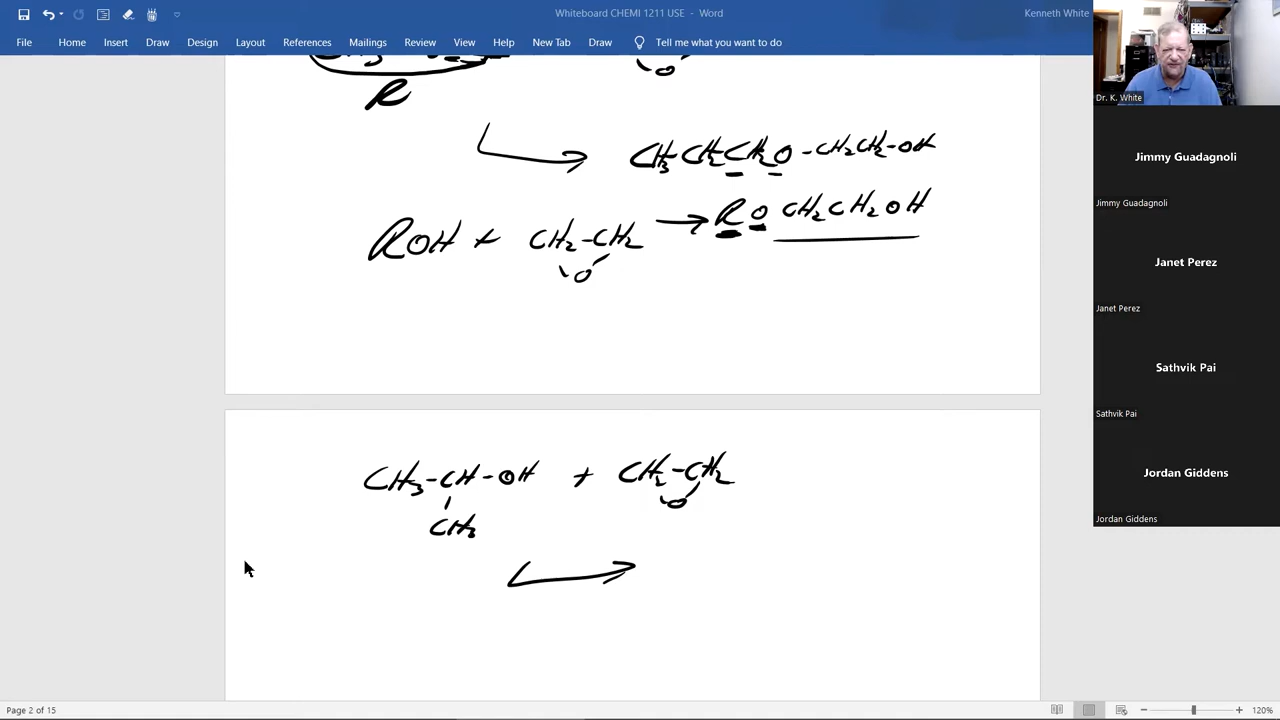 Whiteboard CHEMI 1211 USE - Word
Kenneth White
File Home Insert Draw Design Layout References Mailings Review View Help New Tab Draw Tell me what you want to do
Dr. K. White
O
R
CH3CH2CH2O-CH2CH2-OH
ROH + CH2-CH2 → ROCH2CH2OH
O
Jimmy Guadagnoli
Jimmy Guadagnoli
Janet Perez
Janet Perez
Sathvik Pai
Sathvik Pai
Jordan Giddens
Jordan Giddens
CH3-CH-OH + CH2-CH2
O
CH3
Page 2 of 15
120%